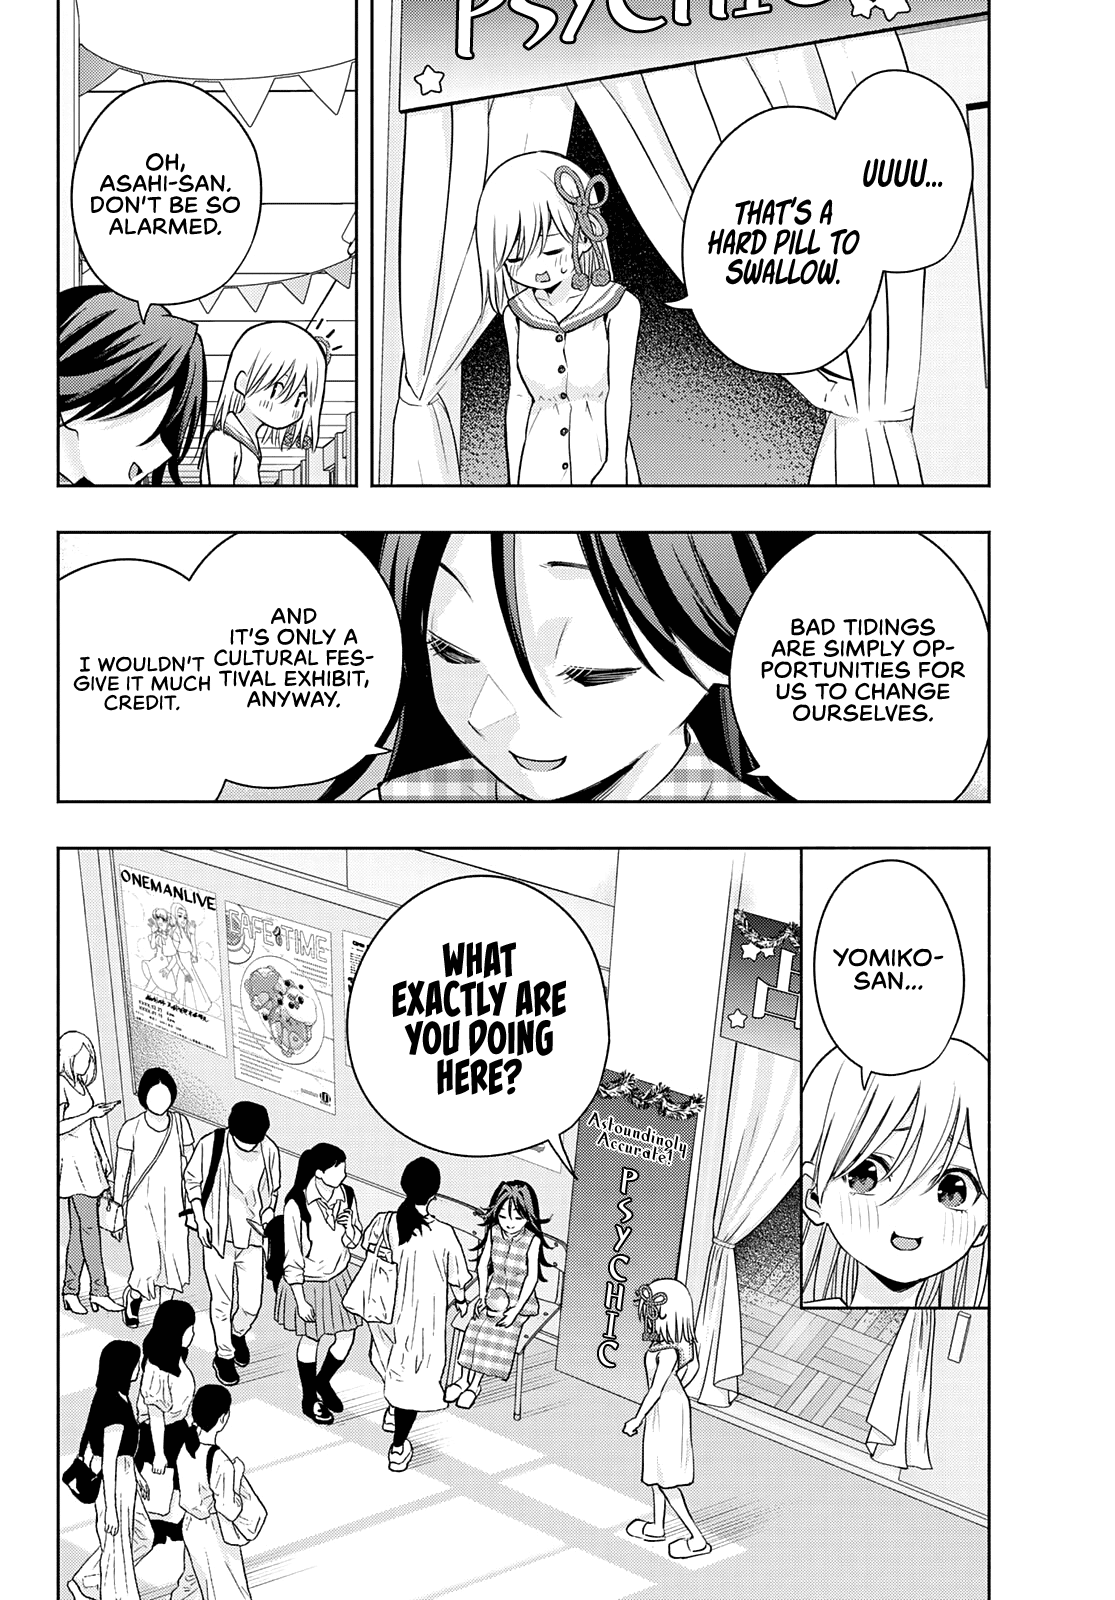 PSYCHIC
UUUU...
THAT'S A
HARD PILL TO
SWALLOW.
OH,
ASAHI-SAN.
DON'T BE SO
ALARMED.
BAD TIDINGS
ARE SIMPLY OP-
PORTUNITIES FOR
US TO CHANGE
OURSELVES.
AND
IT'S ONLY A
CULTURAL FES-
TIVAL EXHIBIT,
ANYWAY.
I WOULDN'T
GIVE IT MUCH
CREDIT.
YOMIKO-
SAN...
WHAT
EXACTLY ARE
YOU DOING
HERE?
ONEMANLIVE
CAFE TIME
Astoundingly
Accurate!
PSYCHIC